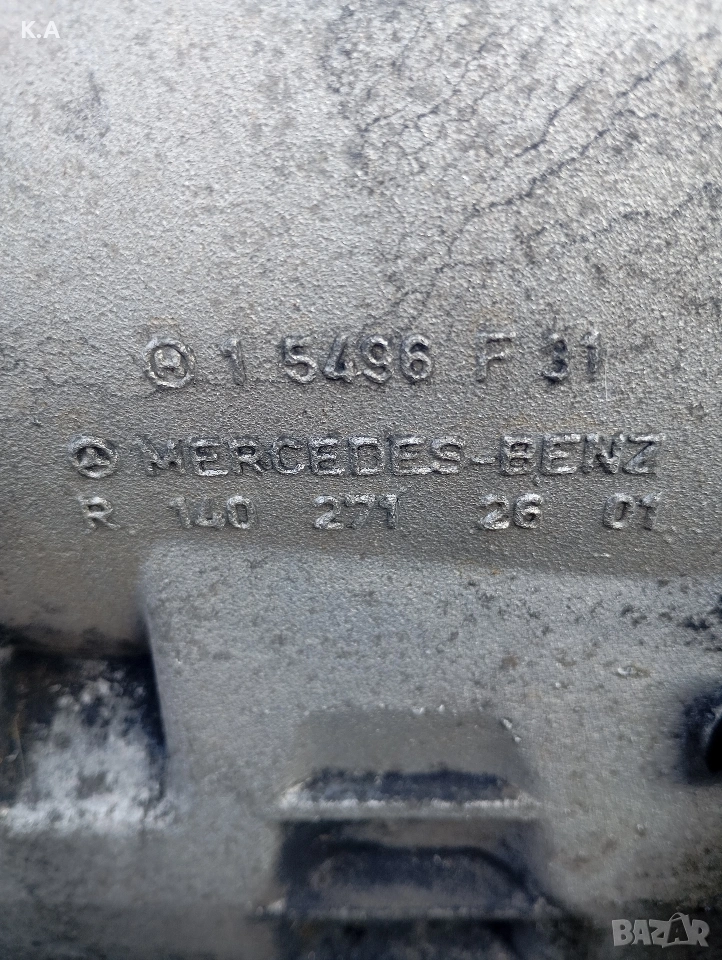 K.A
1 5496 F 31
MERCEDES-BENZ
R 140 271 26 01
BAZAR